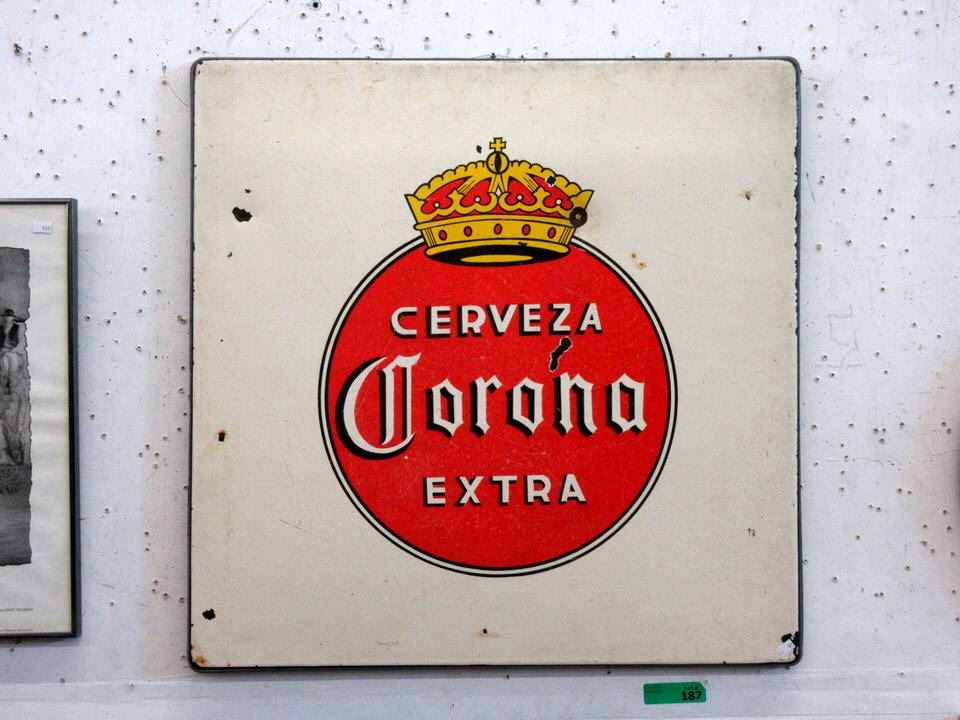 CERVEZA
Corona
EXTRA
187